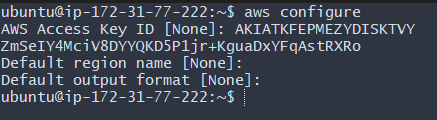 ubuntu@ip-172-31-77-222:~$ aws configure
AWS Access Key ID [None]: AKIATKFEPMEZYDISKTVY
ZmSeIY4MciV8DYYQKD5P1jr+KguaDxYFqAstRXRo
Default region name [None]:
Default output format [None]:
ubuntu@ip-172-31-77-222:~$